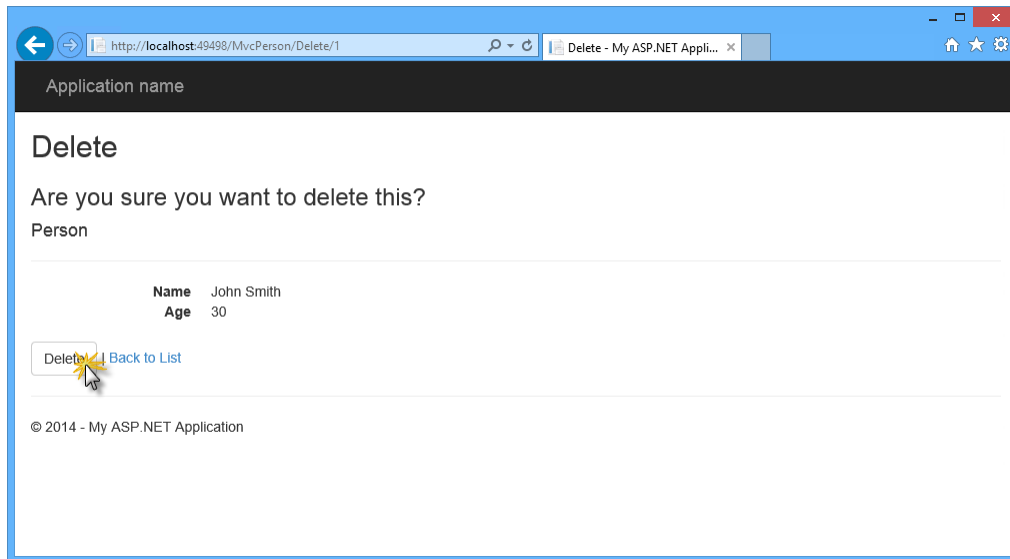 http://localhost:49498/MvcPerson/Delete/1
Delete - My ASP.NET Appli...
Application name
Delete
Are you sure you want to delete this?
Person
Name John Smith
Age 30
Delete | Back to List
© 2014 - My ASP.NET Application